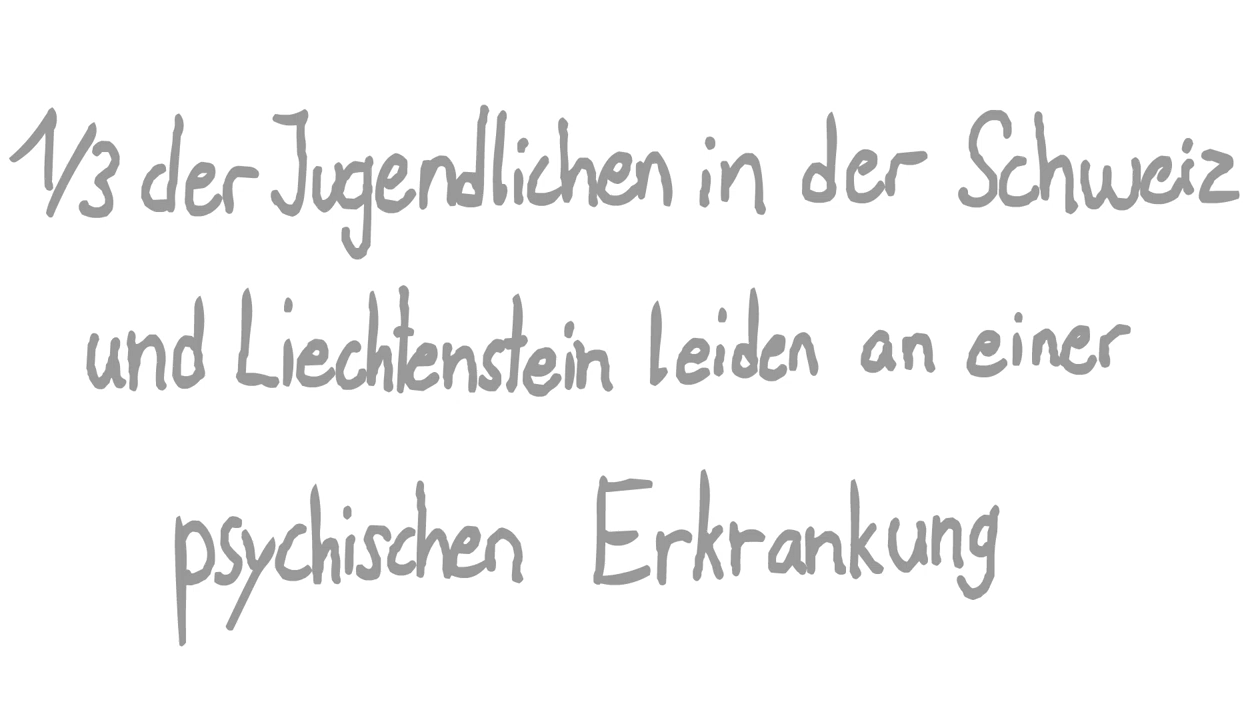 1/3 der Jugendlichen in der Schweiz
und Liechtenstein leiden an einer
psychischen Erkrankung